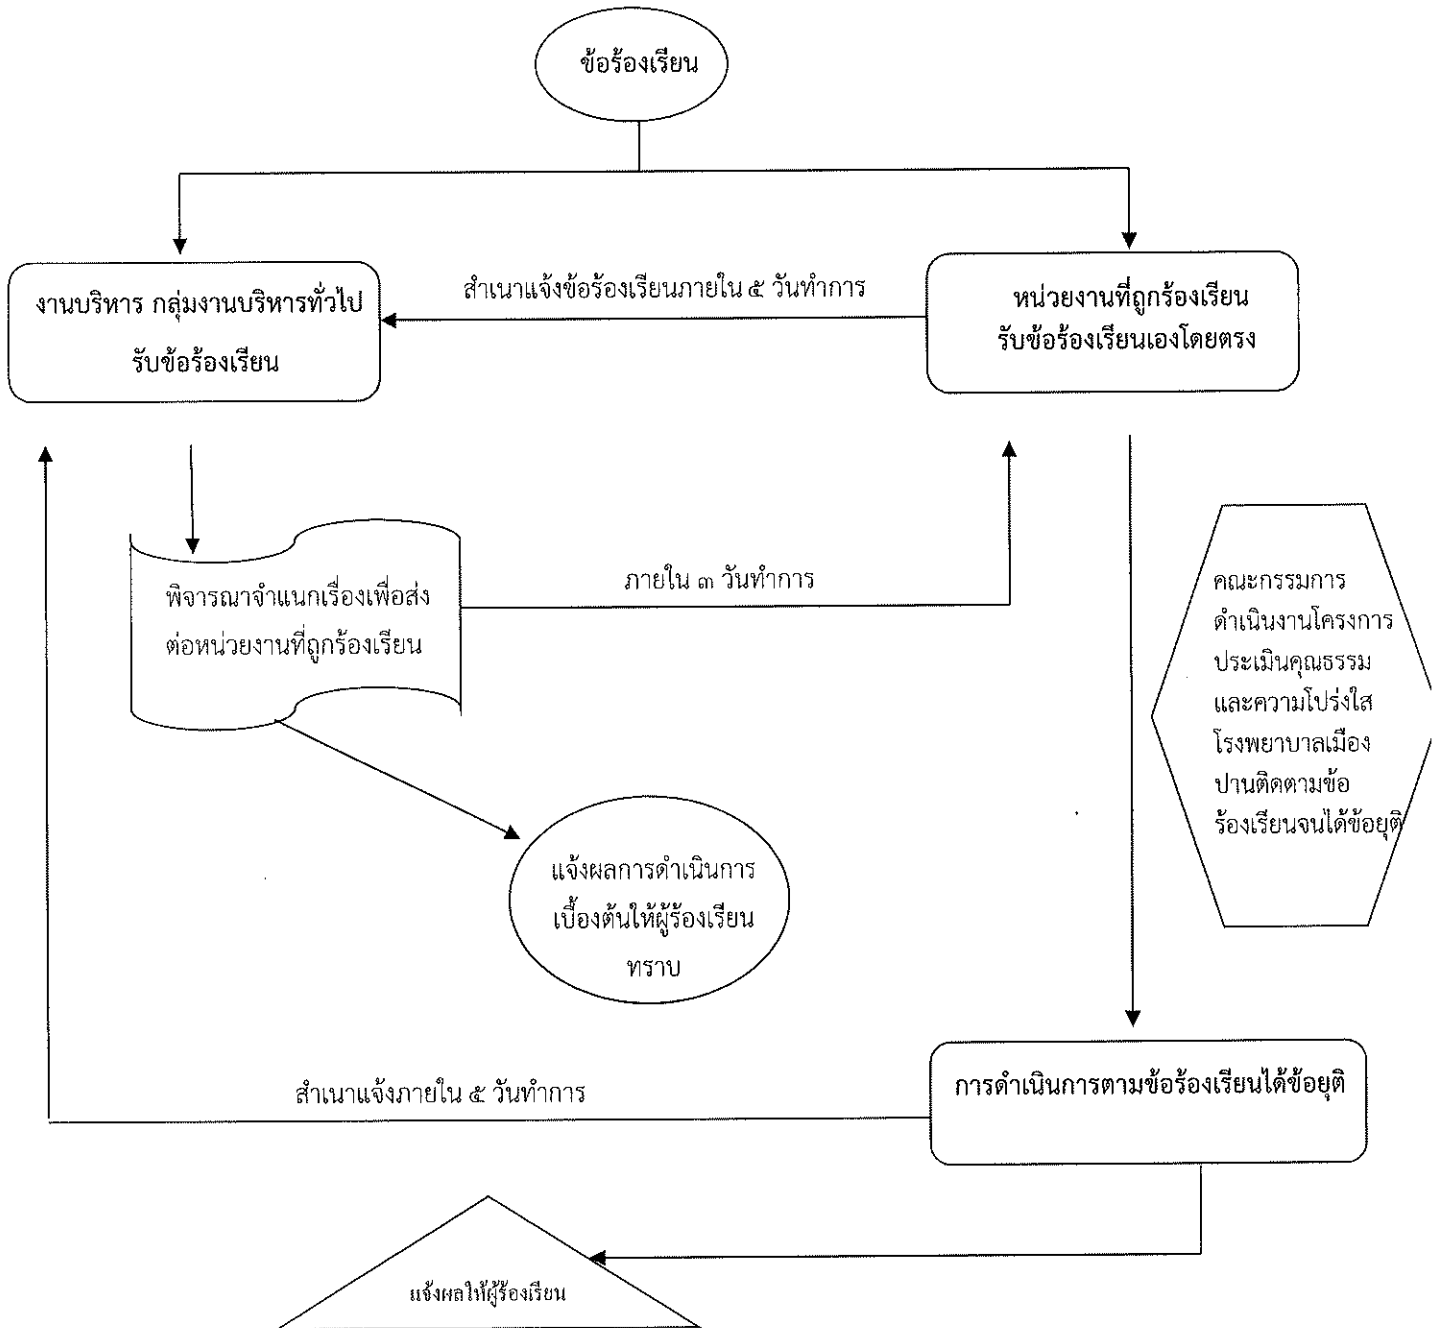 ข้อร้องเรียน
งานบริหาร กลุ่มงานบริหารทั่วไป
รับข้อร้องเรียน
สำเนาแจ้งข้อร้องเรียนภายใน ๕ วันทำการ
หน่วยงานที่ถูกร้องเรียน
รับข้อร้องเรียนเองโดยตรง
พิจารณาจำแนกเรื่องเพื่อส่ง
ต่อหน่วยงานที่ถูกร้องเรียน
ภายใน ๓ วันทำการ
คณะกรรมการ
ดำเนินงานโครงการ
ประเมินคุณธรรม
และความโปร่งใส
โรงพยาบาลเมือง
ปานติดตามข้อ
ร้องเรียนจนได้ข้อยุติ
แจ้งผลการดำเนินการ
เบื้องต้นให้ผู้ร้องเรียน
ทราบ
สำเนาแจ้งภายใน ๕ วันทำการ
การดำเนินการตามข้อร้องเรียนได้ข้อยุติ
แจ้งผลให้ผู้ร้องเรียน